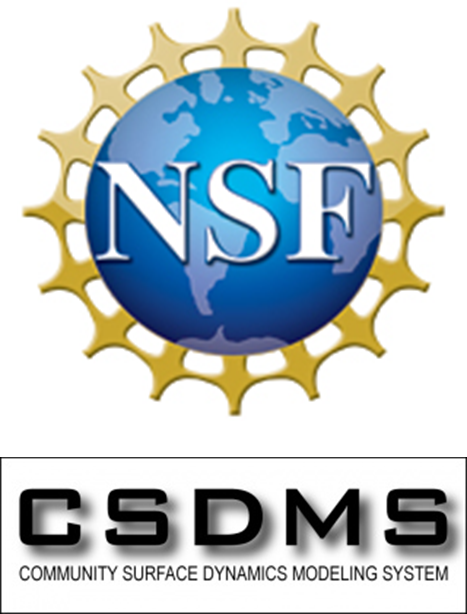 NSF
CSDMS
COMMUNITY SURFACE DYNAMICS MODELING SYSTEM